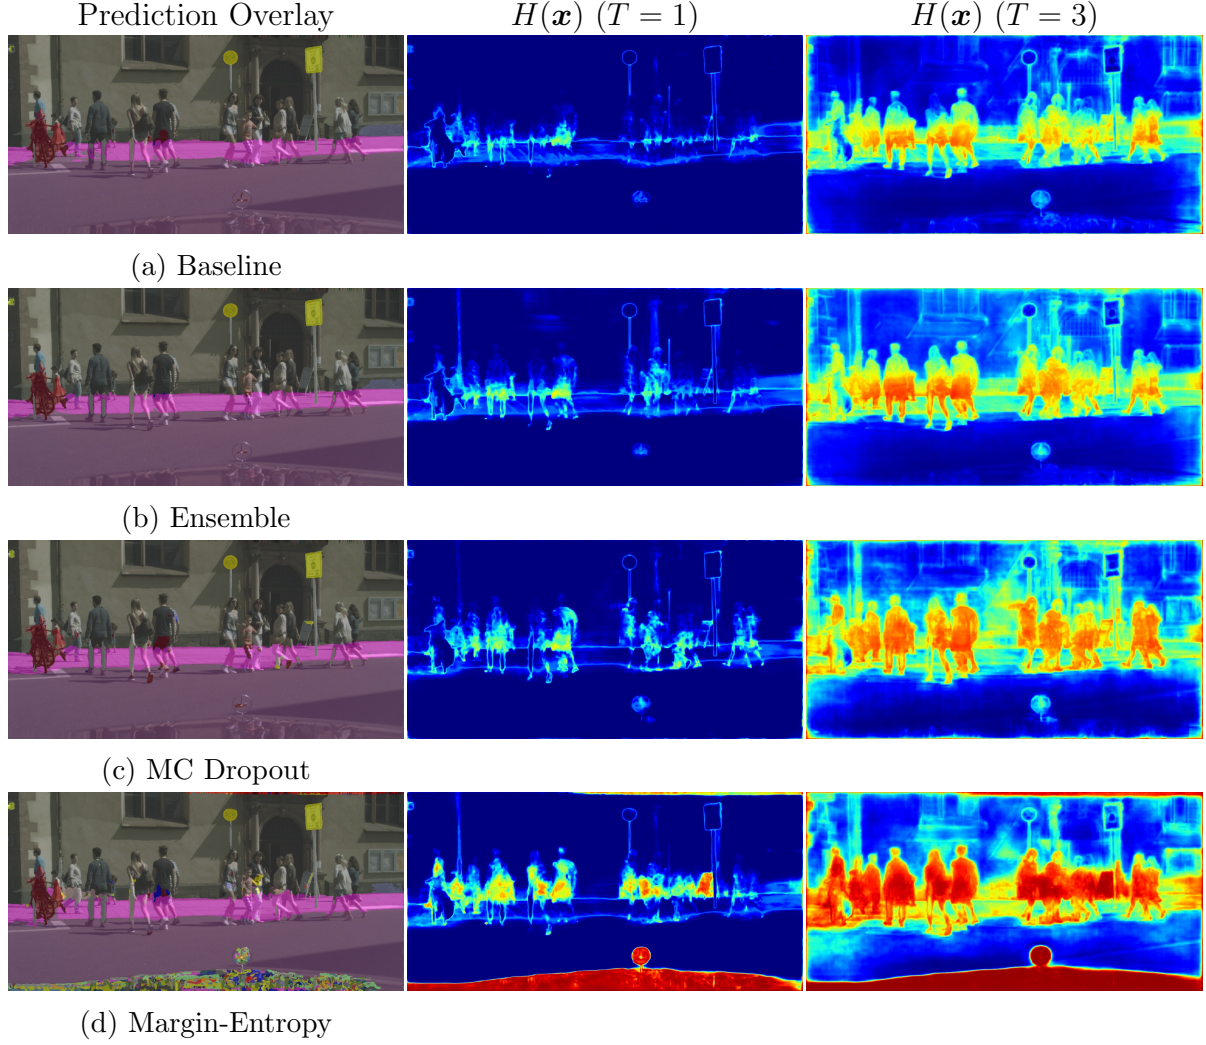 Prediction Overlay
H(x) (T = 1)
H(x) (T = 3)
(a) Baseline
(b) Ensemble
(c) MC Dropout
(d) Margin-Entropy